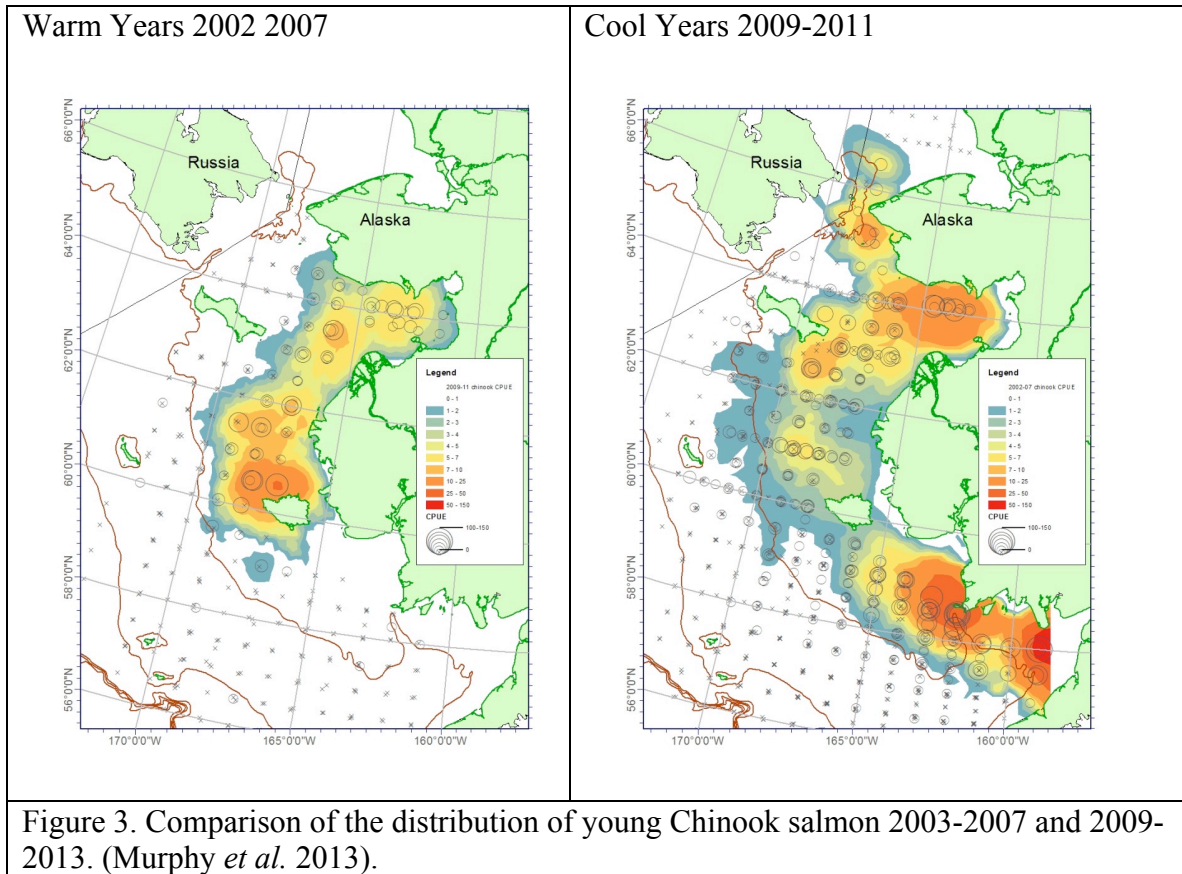 Warm Years 2002 2007
Cool Years 2009-2011
66°0'0"N
64°0'0"N
62°0'0"N
60°0'0"N
58°0'0"N
56°0'0"N
170°0'0"W
165°0'0"W
160°0'0"W
Russia
Alaska
Legend
2009-11 chinook CPUE
0 - 1
1 - 2
2 - 3
3 - 4
4 - 5
5 - 7
7 - 10
10 - 25
25 - 50
50 - 150
CPUE
100-150
0
66°0'0"N
64°0'0"N
62°0'0"N
60°0'0"N
58°0'0"N
56°0'0"N
170°0'0"W
165°0'0"W
160°0'0"W
Russia
Alaska
Legend
2002-07 chinook CPUE
0 - 1
1 - 2
2 - 3
3 - 4
4 - 5
5 - 7
7 - 10
10 - 25
25 - 50
50 - 150
CPUE
100-150
0
Figure 3. Comparison of the distribution of young Chinook salmon 2003-2007 and 2009-
2013. (Murphy et al. 2013).